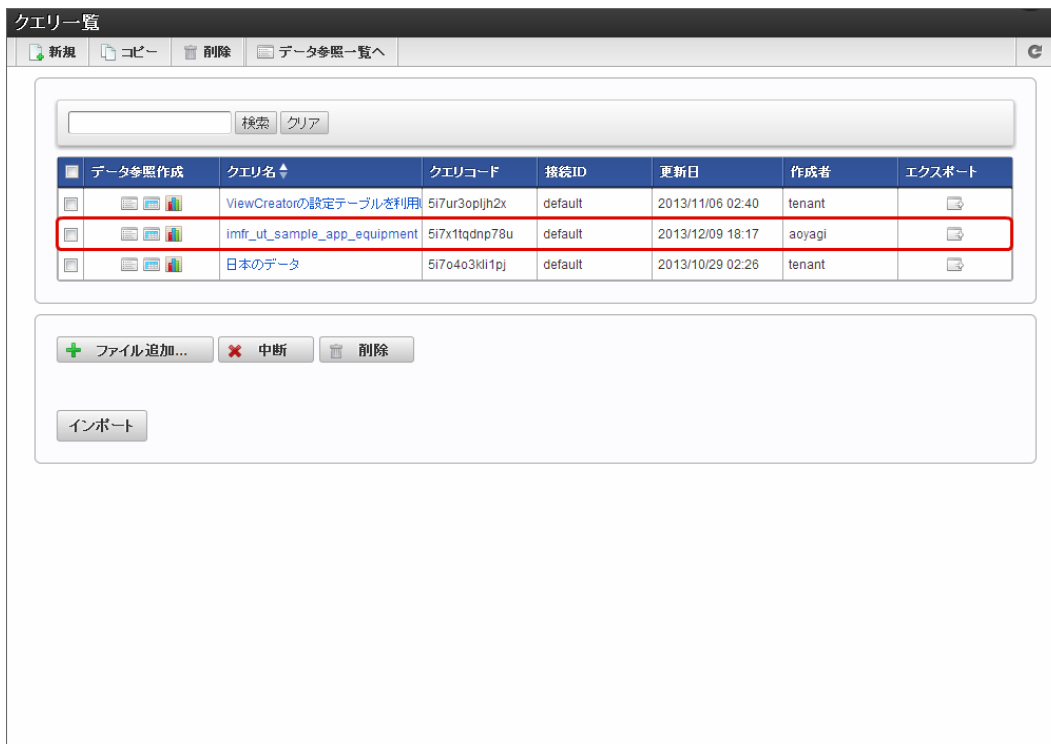 クエリ一覧
新規 コピー 削除 データ参照一覧へ
検索 クリア
データ参照作成 クエリ名 クエリコード 接続ID 更新日 作成者 エクスポート
ViewCreatorの設定テーブルを利用 5i7ur3opljh2x default 2013/11/06 02:40 tenant
imfr_ut_sample_app_equipment 5i7x1tqdnp78u default 2013/12/09 18:17 aoyagi
日本のデータ 5i7o4o3kli1pj default 2013/10/29 02:26 tenant
ファイル追加... 中断 削除
インポート